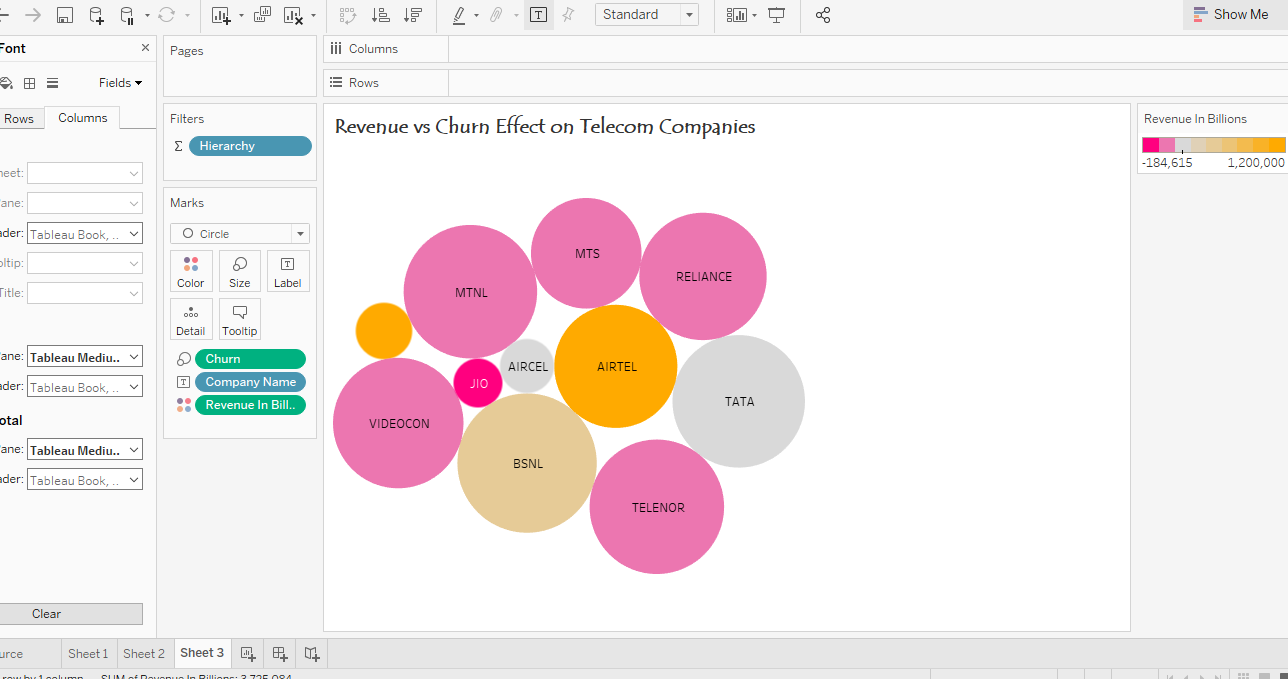 Standard
Show Me
Font
Fields
Rows
Columns
eet:
ane:
ader:
Tableau Book, ..
oltip:
Title:
ane:
Tableau Mediu..
ader:
Tableau Book, ..
otal
ane:
Tableau Mediu..
ader:
Tableau Book, ..
Clear
Pages
Filters
Σ Hierarchy
Marks
Circle
Color
Size
Label
Detail
Tooltip
Churn
Company Name
Revenue In Bill..
Columns
Rows
Revenue vs Churn Effect on Telecom Companies
MTS
RELIANCE
MTNL
AIRCEL
AIRTEL
JIO
TATA
VIDEOCON
BSNL
TELENOR
Revenue In Billions
-184,615 1,200,000
urce
Sheet 1
Sheet 2
Sheet 3
row by 1 column
SUM of Revenue In Billions: 3,725,084